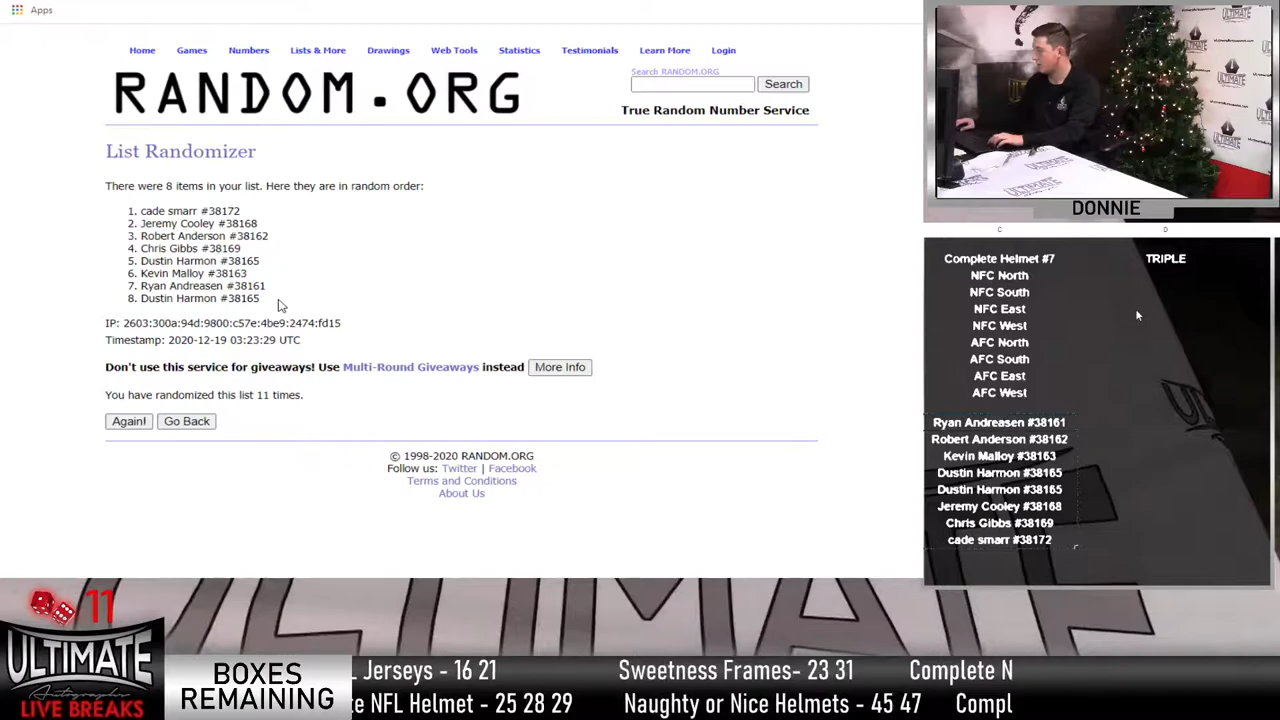 Apps
Home Games Numbers Lists & More Drawings Web Tools Statistics Testimonials Learn More Login
RANDOM.ORG
Search RANDOM.ORG
Search
True Random Number Service
List Randomizer
There were 8 items in your list. Here they are in random order:
1. cade smarr #38172
2. Jeremy Cooley #38168
3. Robert Anderson #38162
4. Chris Gibbs #38169
5. Dustin Harmon #38165
6. Kevin Malloy #38163
7. Ryan Andreasen #38161
8. Dustin Harmon #38165
IP: 2603:300a:94d:9800:c57e:4be9:2474:fd15
Timestamp: 2020-12-19 03:23:29 UTC
Don't use this service for giveaways! Use Multi-Round Giveaways instead More Info
You have randomized this list 11 times.
Again! Go Back
© 1998-2020 RANDOM.ORG
Follow us: Twitter | Facebook
Terms and Conditions
About Us
ULTIMATE
DONNIE
C D
Complete Helmet #7 TRIPLE
NFC North
NFC South
NFC East
NFC West
AFC North
AFC South
AFC East
AFC West
Ryan Andreasen #38161
Robert Anderson #38162
Kevin Malloy #38163
Dustin Harmon #38165
Dustin Harmon #38165
Jeremy Cooley #38168
Chris Gibbs #38169
cade smarr #38172
11
ULTIMATE
Autographs
LIVE BREAKS
BOXES
REMAINING
L Jerseys - 16 21 Sweetness Frames- 23 31 Complete N
te NFL Helmet - 25 28 29 Naughty or Nice Helmets - 45 47 Compl